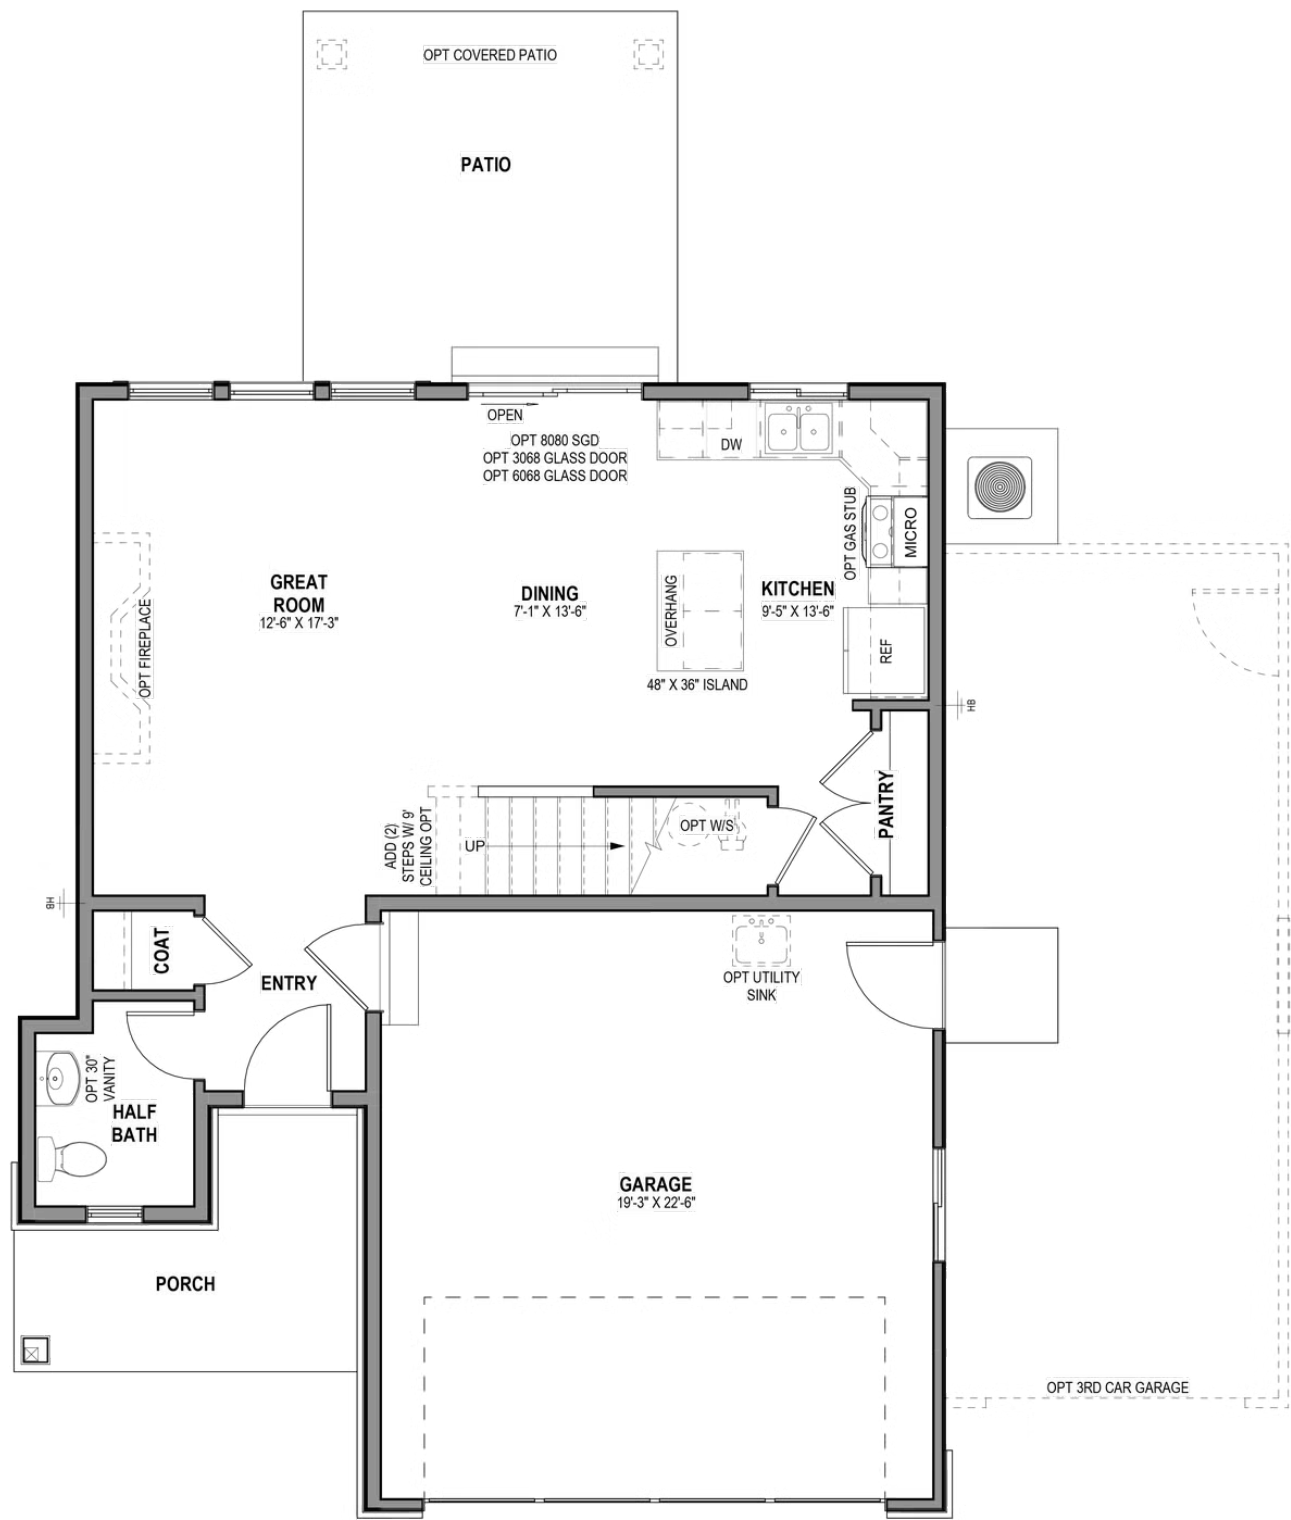 OPT COVERED PATIO
PATIO
OPEN
OPT 8080 SGD
OPT 3068 GLASS DOOR
OPT 6068 GLASS DOOR
DW
OPT GAS STUB
MICRO
GREAT
ROOM
12'-6" X 17'-3"
OPT FIREPLACE
DINING
7'-1" X 13'-6"
OVERHANG
48" X 36" ISLAND
KITCHEN
9'-5" X 13'-6"
REF
HB
PANTRY
ADD (2)
STEPS W/ 9'
CEILING OPT
UP
OPT W/S
HB
COAT
ENTRY
OPT UTILITY
SINK
OPT 30"
VANITY
HALF
BATH
GARAGE
19'-3" X 22'-6"
PORCH
OPT 3RD CAR GARAGE